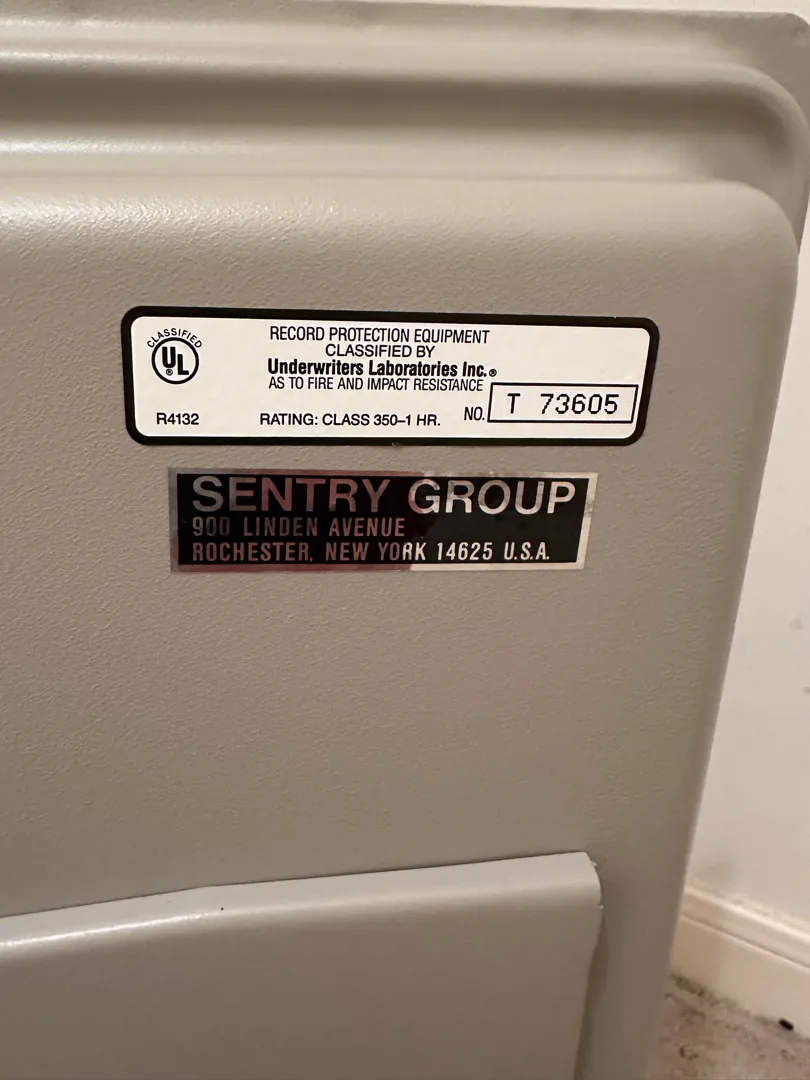 CLASSIFIED
UL®
RECORD PROTECTION EQUIPMENT
CLASSIFIED BY
Underwriters Laboratories Inc.®
AS TO FIRE AND IMPACT RESISTANCE
R4132
RATING: CLASS 350–1 HR.
NO. T 73605
SENTRY GROUP
900 LINDEN AVENUE
ROCHESTER, NEW YORK 14625 U.S.A.